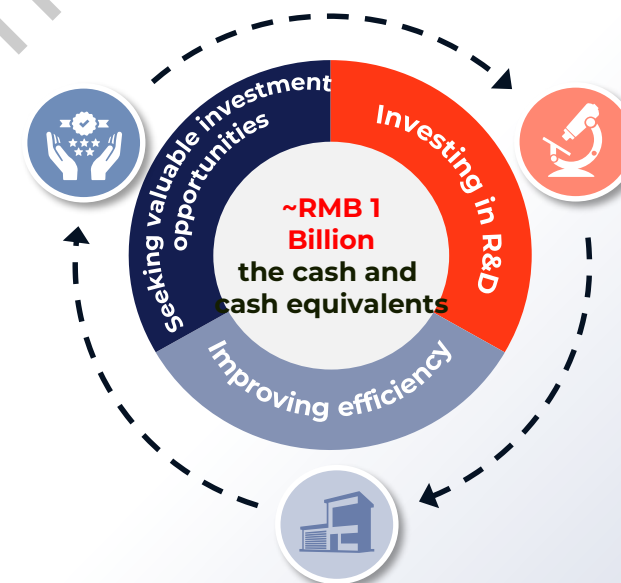 Seeking valuable investment
opportunities
Investing in R&D
~RMB 1
Billion
the cash and
cash equivalents
Improving efficiency